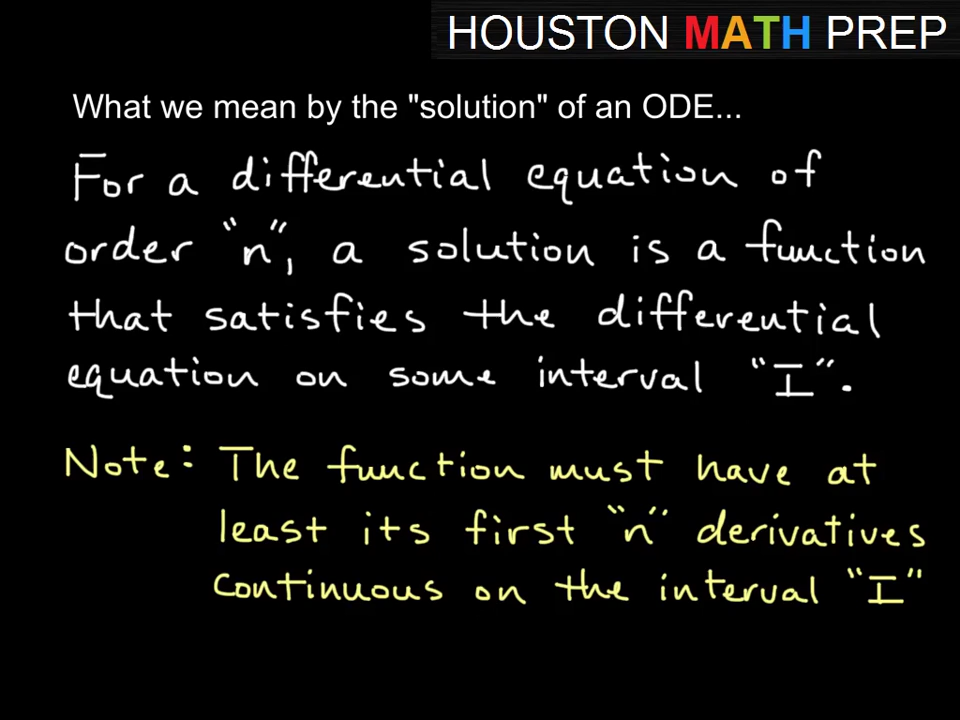 HOUSTON MATH PREP
What we mean by the "solution" of an ODE...
For a differential equation of
order "n", a solution is a function
that satisfies the differential
equation on some interval "I".
Note: The function must have at
least its first "n" derivatives
continuous on the interval "I"